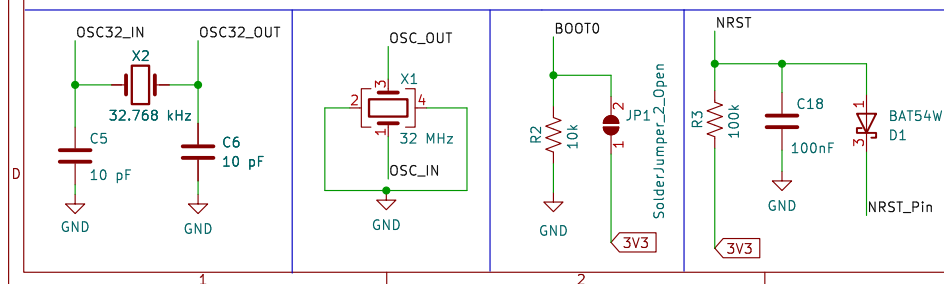 OSC32_IN
OSC32_OUT
X2
32.768 kHz
C5
10 pF
C6
10 pF
GND
GND
OSC_OUT
X1
3
2
4
1
32 MHz
OSC_IN
GND
BOOT0
R2
10k
JP1
SolderJumper_2_Open
2
1
GND
3V3
NRST
R3
100k
C18
100nF
1
BAT54W
D1
3
GND
NRST_Pin
3V3
D
1
2